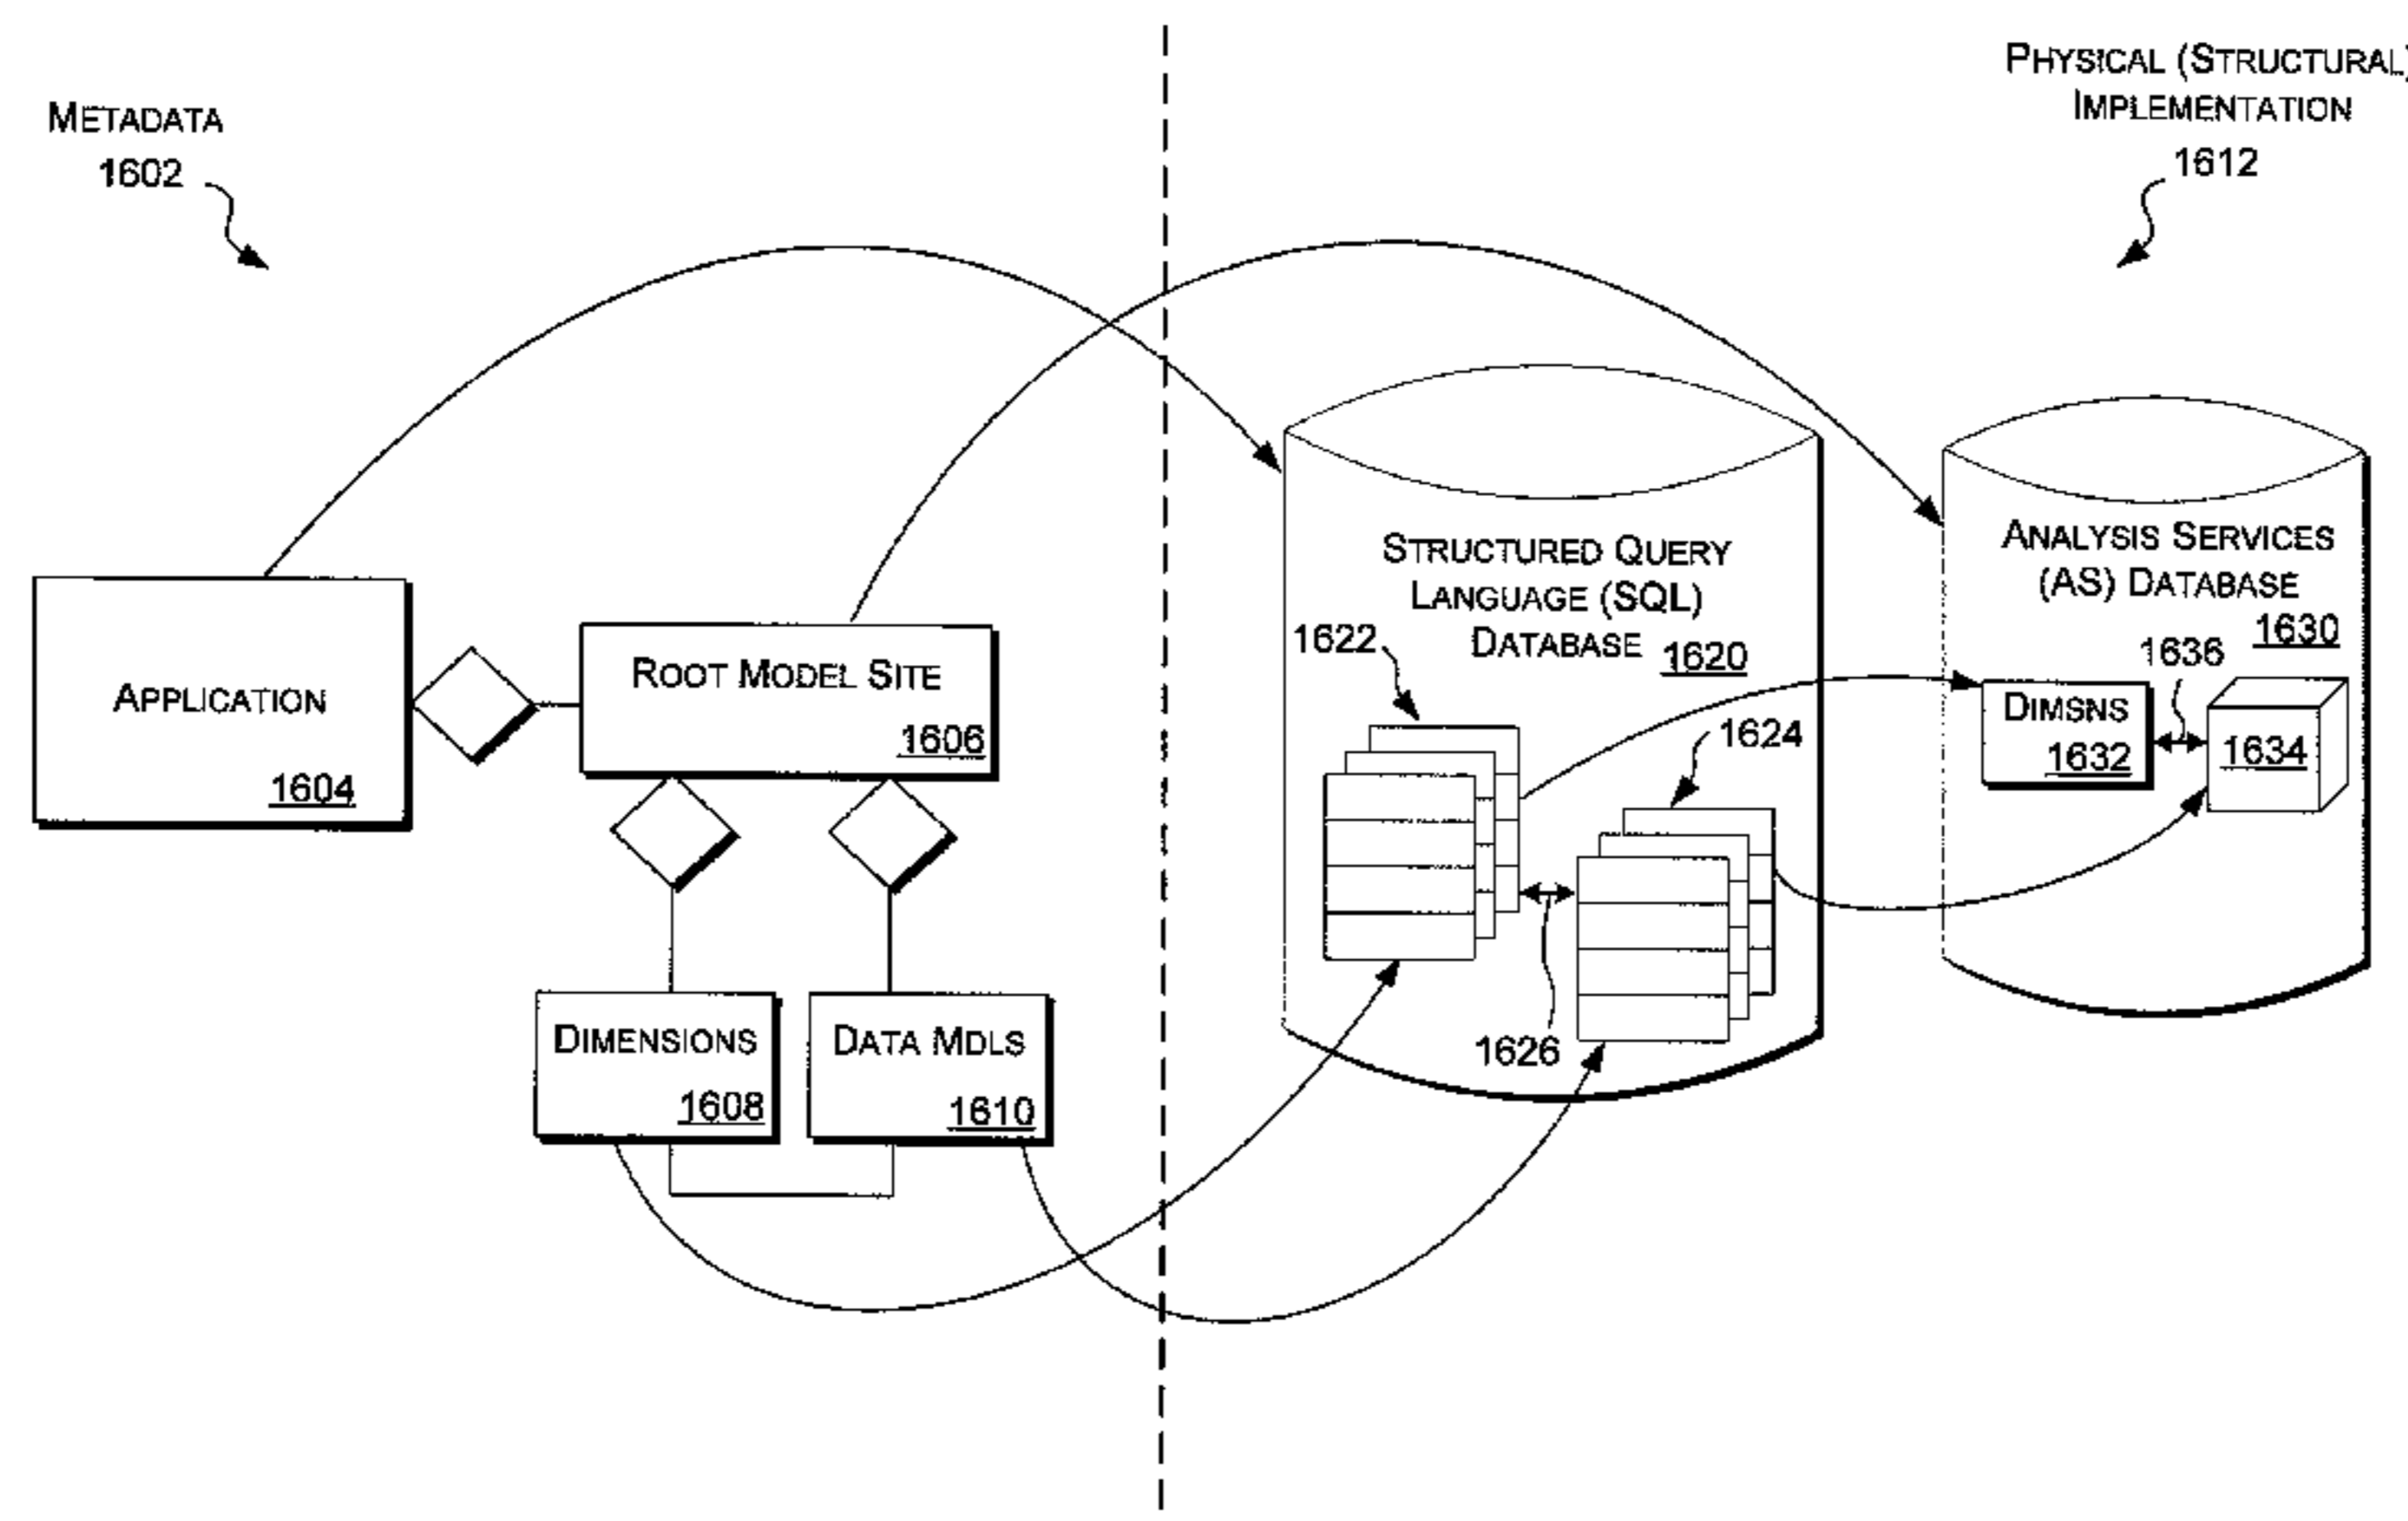 METADATA
1602
PHYSICAL (STRUCTURAL)
IMPLEMENTATION
1612
APPLICATION
1604
ROOT MODEL SITE
1606
DIMENSIONS
1608
DATA MDLS
1610
STRUCTURED QUERY
LANGUAGE (SQL)
DATABASE 1620
1622
1624
1626
ANALYSIS SERVICES
(AS) DATABASE
1630
1636
DIMSNS
1632
1634